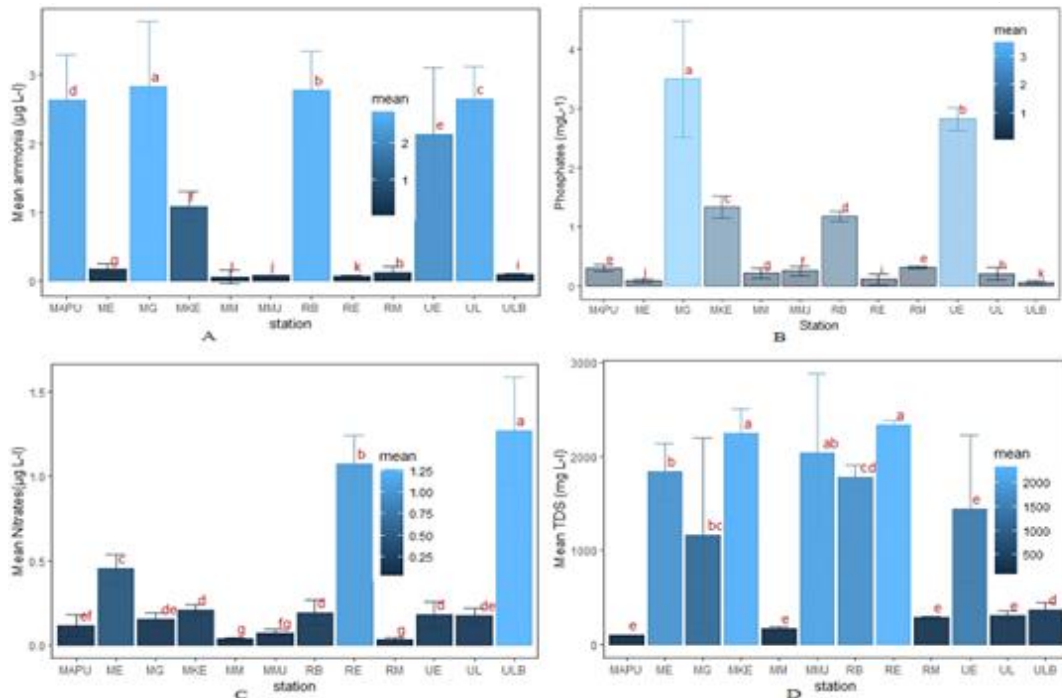 Mean ammonia (µg L-l)
3
2
1
0
d
a
b
e
c
f
g
k
h
mean
2
1
MAPU ME MG MKE MM MMU RB RE RM UE UL ULB
station
A
Phosphates (mgL-1)
4
3
2
1
0
a
b
c
d
e
d
e
h
k
mean
3
2
1
MAPU ME MG MKE MM MMU RB RE RM UE UL ULB
Station
B
Mean Nitrates(µg L-l)
1.5
1.0
0.5
0.0
ef
c
de
d
g
fg
d
b
g
d
de
a
mean
1.25
1.00
0.75
0.50
0.25
MAPU ME MG MKE MM MMU RB RE RM UE UL ULB
station
C
Mean TDS (mg L-l)
3000
2000
1000
0
e
b
bc
a
e
ab
cd
a
e
e
e
d
mean
2000
1500
1000
500
MAPU ME MG MKE MM MMU RB RE RM UE UL ULB
station
D